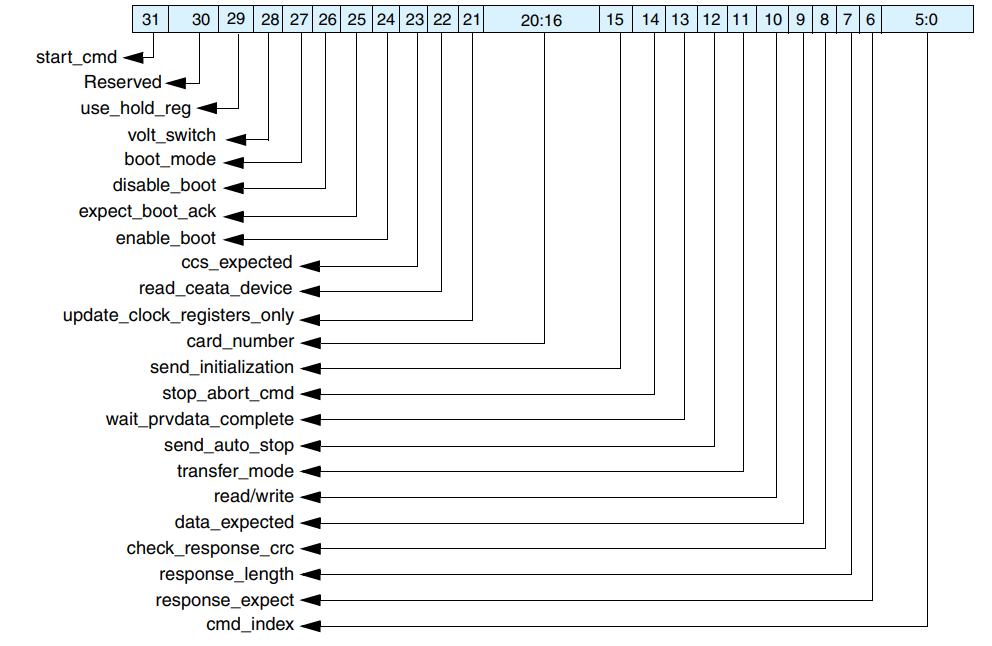 31 30 29 28 27 26 25 24 23 22 21 20:16 15 14 13 12 11 10 9 8 7 6 5:0
start_cmd
Reserved
use_hold_reg
volt_switch
boot_mode
disable_boot
expect_boot_ack
enable_boot
ccs_expected
read_ceata_device
update_clock_registers_only
card_number
send_initialization
stop_abort_cmd
wait_prvdata_complete
send_auto_stop
transfer_mode
read/write
data_expected
check_response_crc
response_length
response_expect
cmd_index